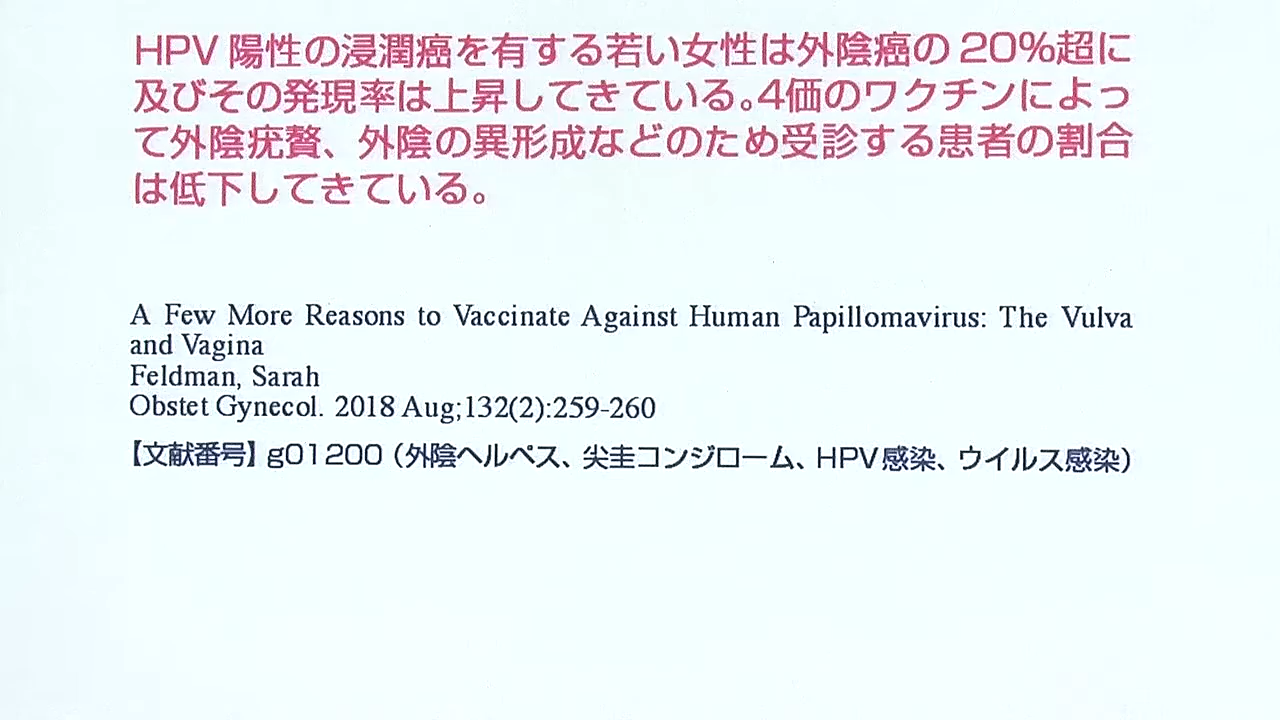 HPV 陽性の浸潤癌を有する若い女性は外陰癌の 20%超に
及びその発現率は上昇してきている。4価のワクチンによっ
て外陰疣贅、外陰の異形成などのため受診する患者の割合
は低下してきている。
A Few More Reasons to Vaccinate Against Human Papillomavirus: The Vulva
and Vagina
Feldman, Sarah
Obstet Gynecol. 2018 Aug;132(2):259-260
【文献番号】g01200（外陰ヘルペス、尖圭コンジローム、HPV感染、ウイルス感染）